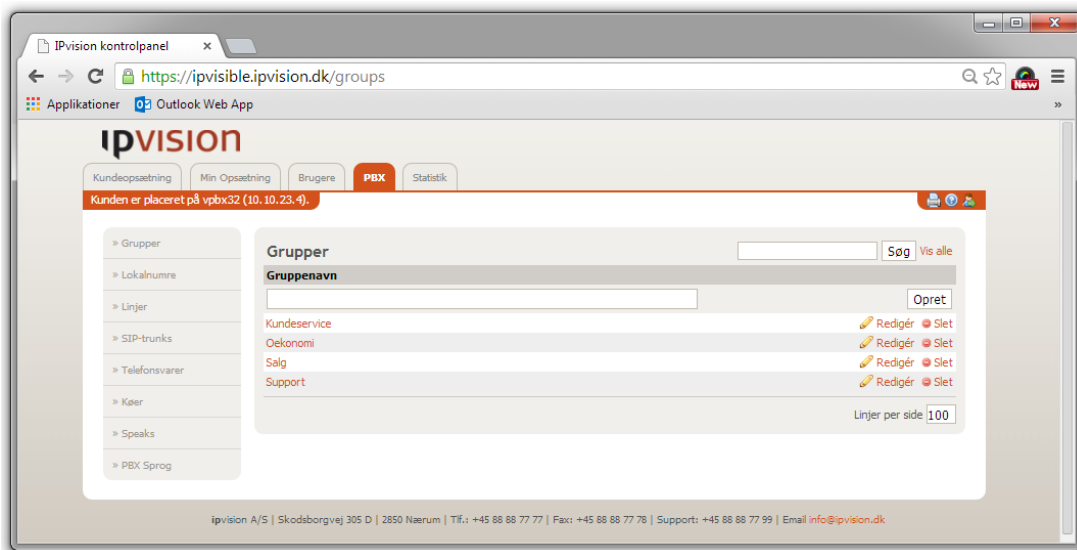 IPvision kontrolpanel
https://ipvisible.ipvision.dk/groups
New
Applikationer Outlook Web App »
ipvision
Kundeopsætning Min Opsætning Brugere PBX Statistik
Kunden er placeret på vpbx32 (10.10.23.4).
» Grupper
» Lokalnumre
» Linjer
» SIP-trunks
» Telefonsvarer
» Køer
» Speaks
» PBX Sprog
Grupper Søg Vis alle
Gruppenavn
Opret
Kundeservice Redigér Slet
Oekonomi Redigér Slet
Salg Redigér Slet
Support Redigér Slet
Linjer per side 100
ipvision A/S | Skodsborgvej 305 D | 2850 Nærum | Tlf.: +45 88 88 77 77 | Fax: +45 88 88 77 78 | Support: +45 88 88 77 99 | Email info@ipvision.dk